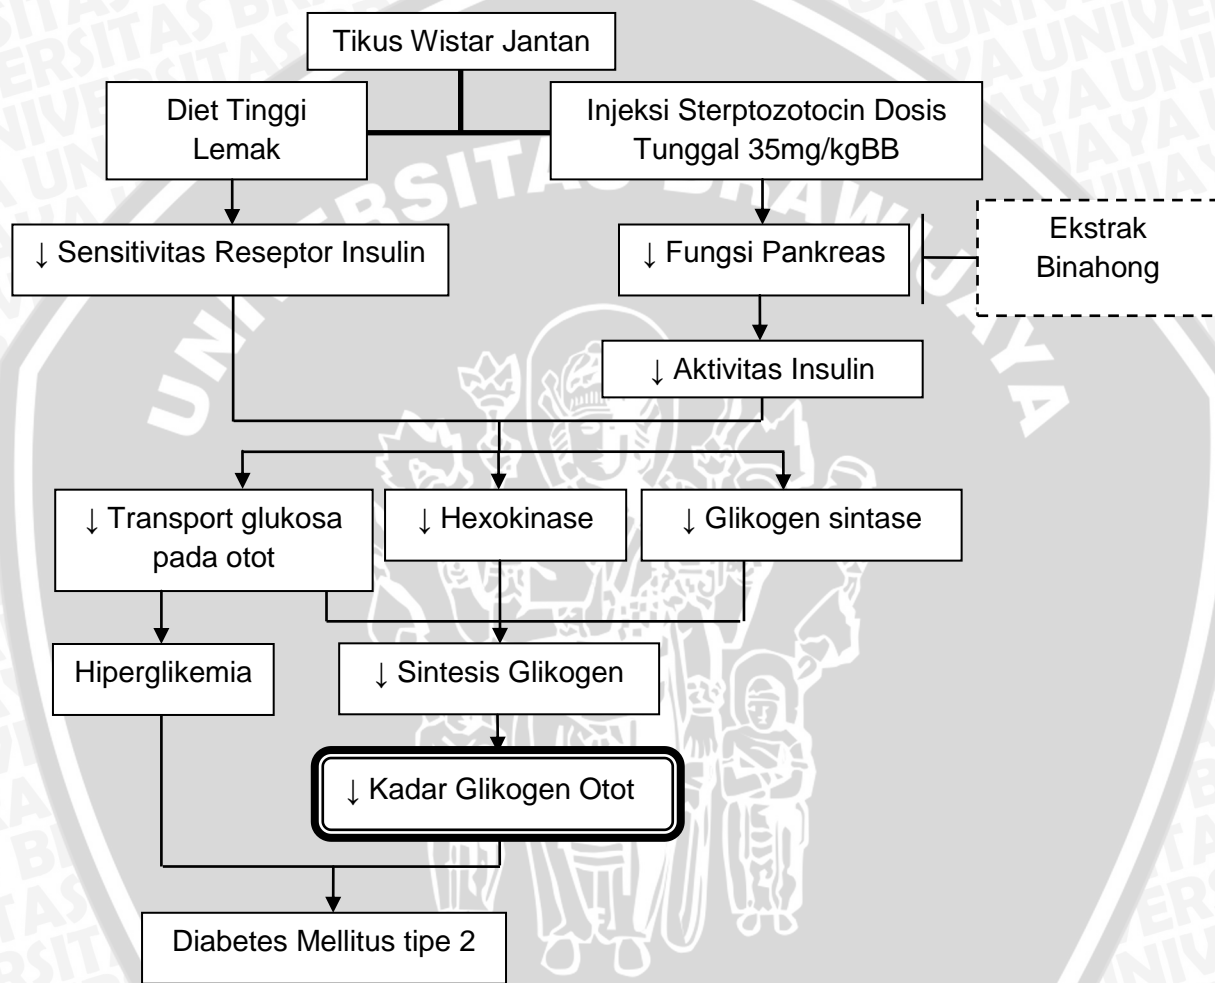 Tikus Wistar Jantan
Diet Tinggi
Lemak
Injeksi Sterptozotocin Dosis
Tunggal 35mg/kgBB
↓ Sensitivitas Reseptor Insulin
↓ Fungsi Pankreas
Ekstrak
Binahong
↓ Aktivitas Insulin
↓ Transport glukosa
pada otot
↓ Hexokinase
↓ Glikogen sintase
Hiperglikemia
↓ Sintesis Glikogen
↓ Kadar Glikogen Otot
Diabetes Mellitus tipe 2
UNIVERSITAS BRAWIJAYA